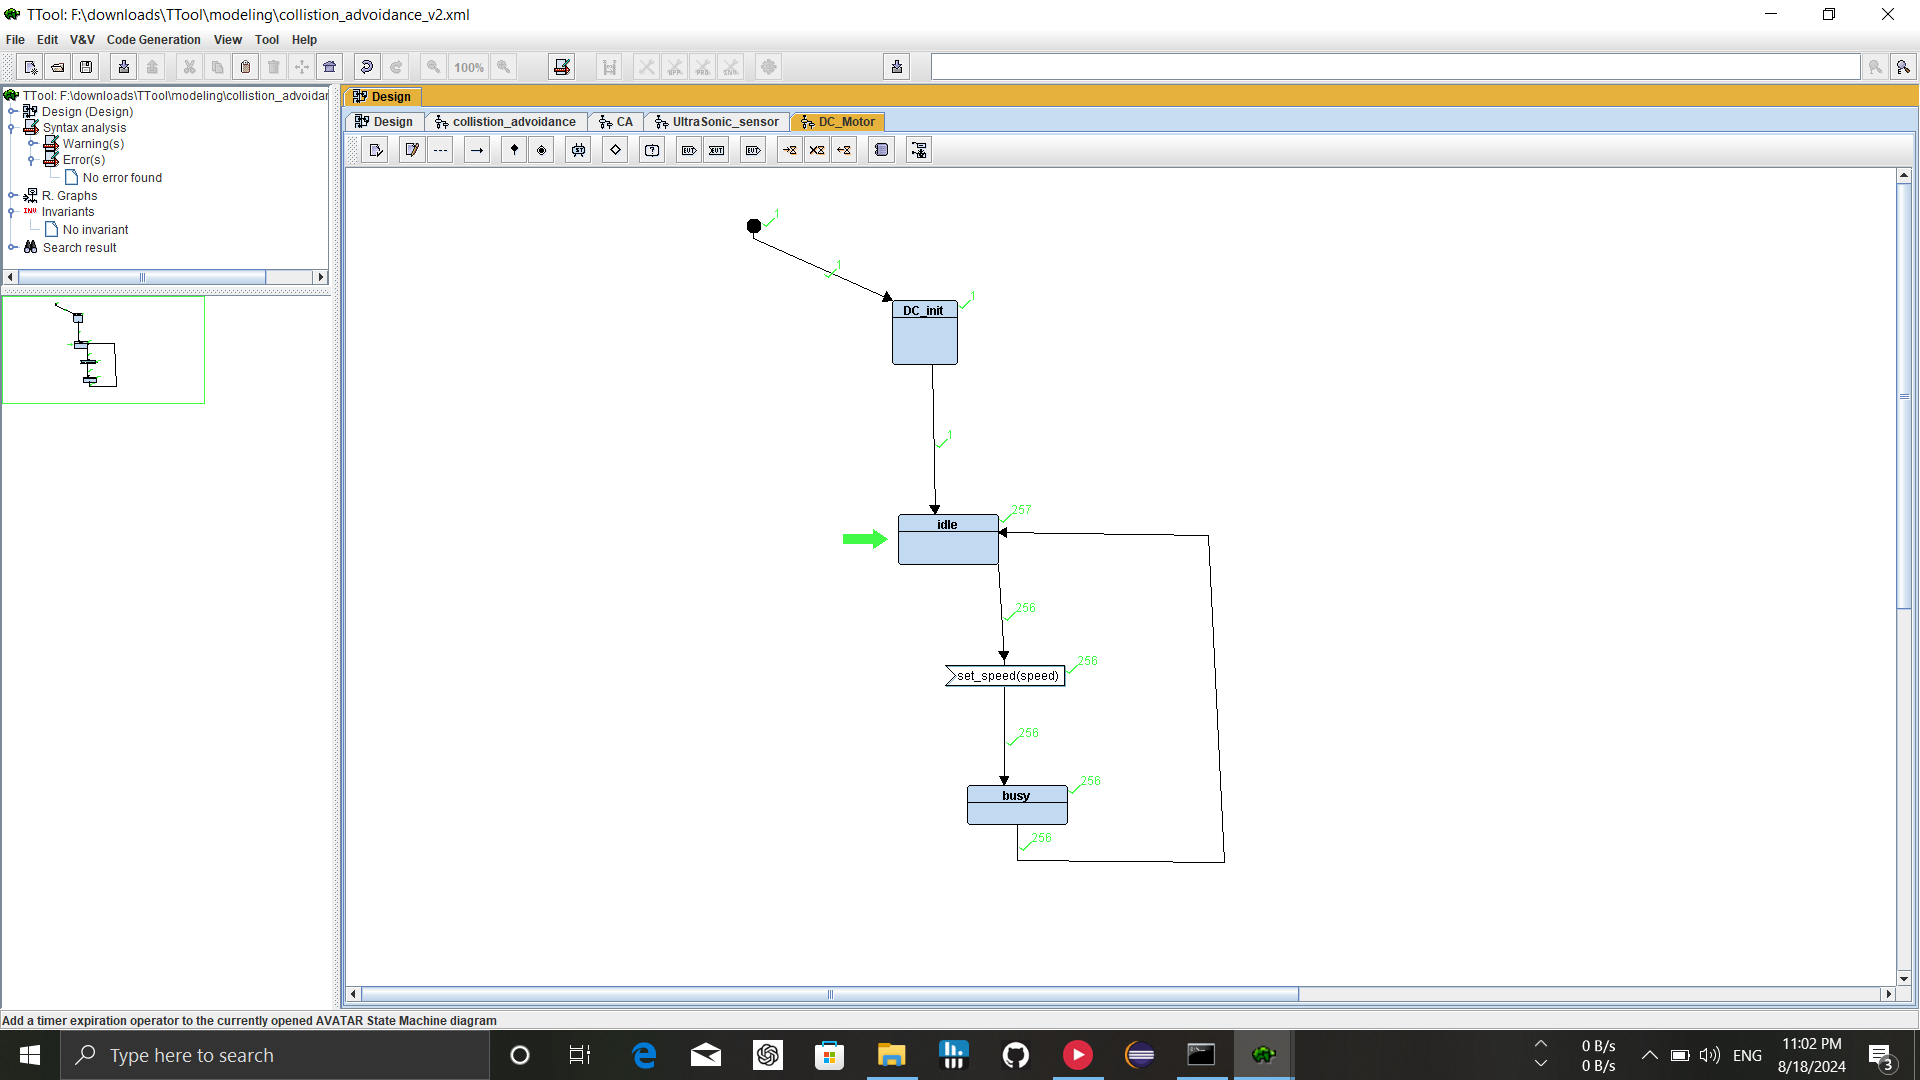 TTool: F:\downloads\TTool\modeling\collistion_advoidance_v2.xml
File Edit V&V Code Generation View Tool Help
100%
TTool: F:\downloads\TTool\modeling\collistion_advoidar
Design (Design)
Syntax analysis
Warning(s)
Error(s)
No error found
R. Graphs
INV Invariants
No invariant
Search result
Design
Design collistion_advoidance CA UltraSonic_sensor DC_Motor
1
1
DC_init
1
1
idle
257
256
set_speed(speed)
256
256
busy
256
256
Add a timer expiration operator to the currently opened AVATAR State Machine diagram
Type here to search
0 B/s
0 B/s
ENG
11:02 PM
8/18/2024
3